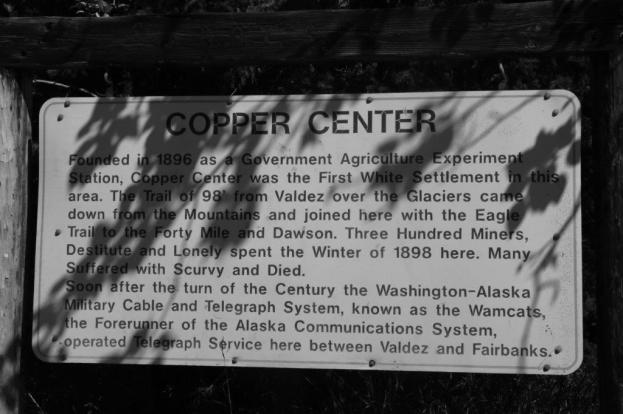 COPPER CENTER
Founded in 1896 as a Government Agriculture Experiment
Station, Copper Center was the First White Settlement in this
area. The Trail of 98' from Valdez over the Glaciers came
down from the Mountains and joined here with the Eagle
Trail to the Forty Mile and Dawson. Three Hundred Miners,
Destitute and Lonely spent the Winter of 1898 here. Many
Suffered with Scurvy and Died.
Soon after the turn of the Century the Washington-Alaska
Military Cable and Telegraph System, known as the Wamcats,
the Forerunner of the Alaska Communications System,
operated Telegraph Service here between Valdez and Fairbanks.